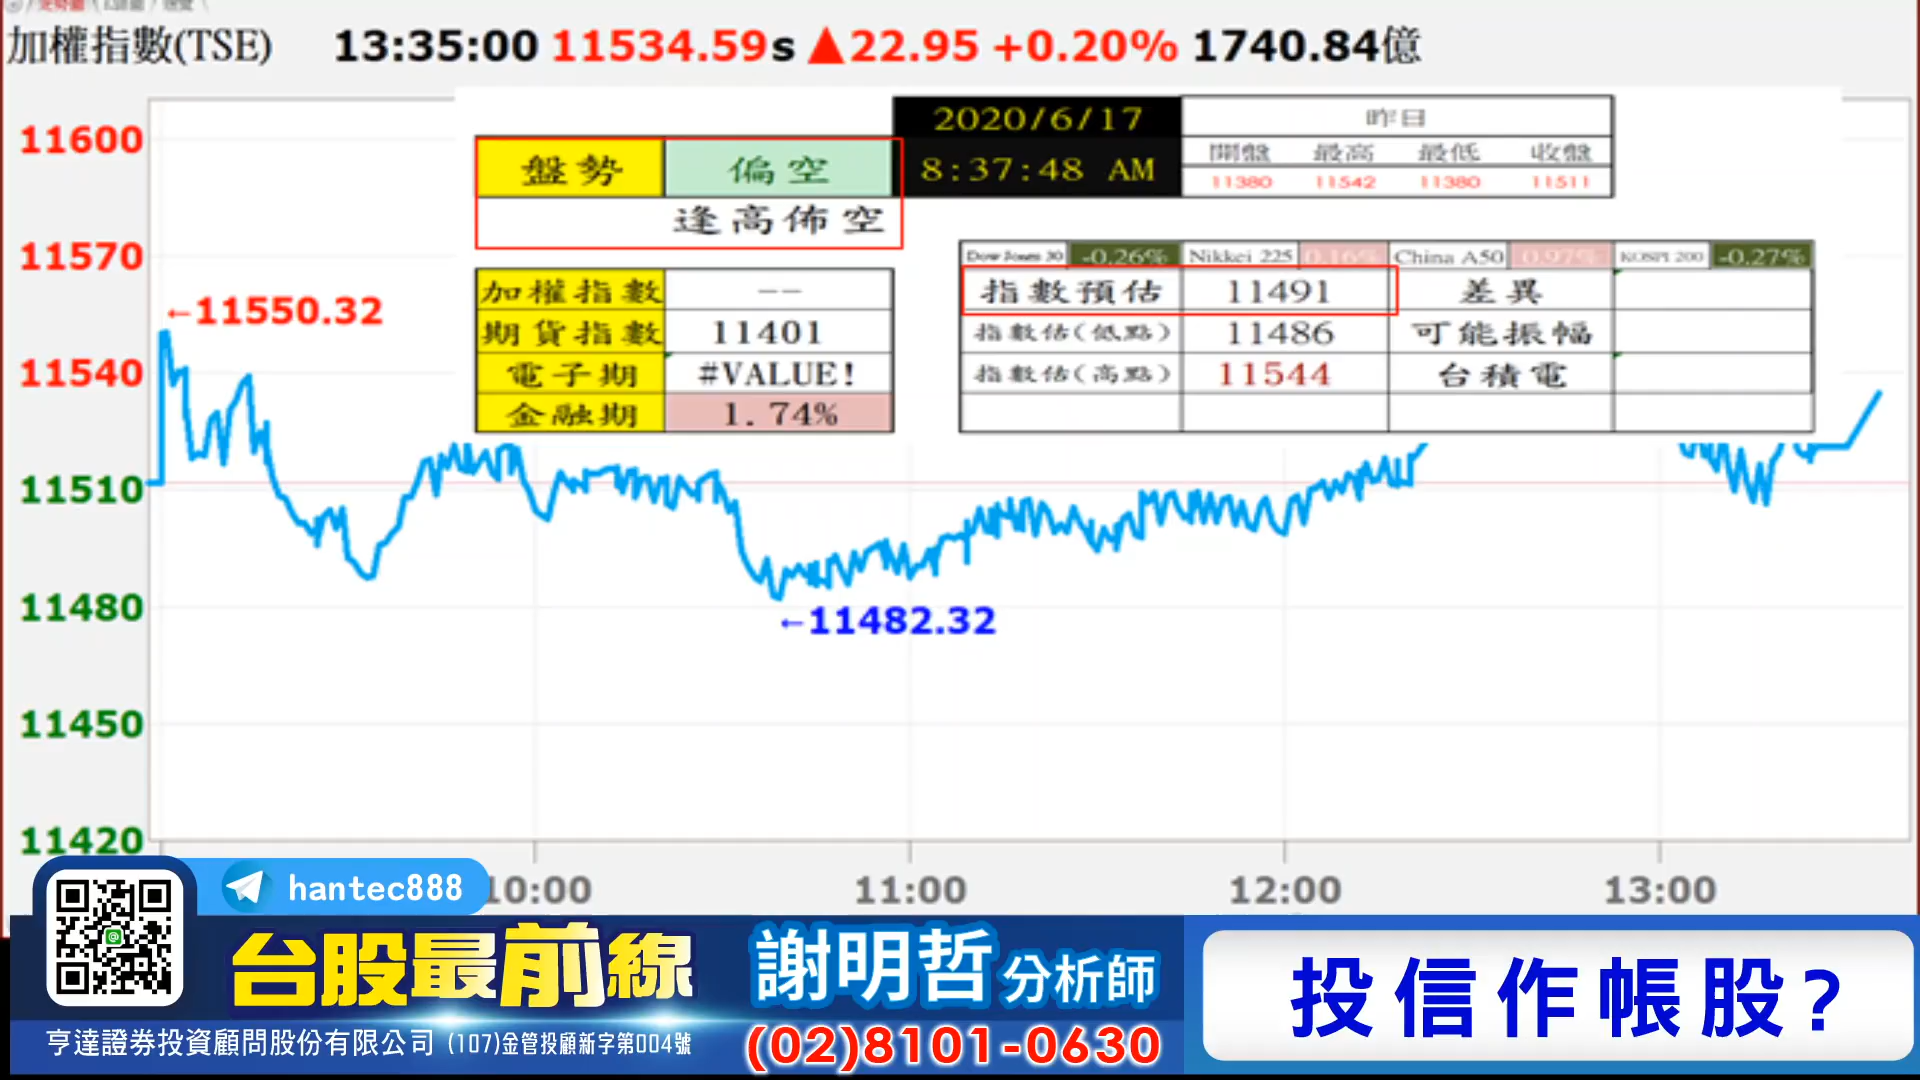 加權指數(TSE) 13:35:00 11534.59s ▲22.95 +0.20% 1740.84億
11600
11570
11540
11510
11480
11450
11420
←11550.32
←11482.32
盤勢 偏空
逢高佈空
2020/6/17
8:37:48 AM
昨日
開盤 最高 最低 收盤
11380 11542 11380 11511
加權指數 --
期貨指數 11401
電子期 #VALUE!
金融期 1.74%
Dow Jones 30 -0.26% Nikkei 225 0.16% China A50 0.97% KOSPI 200 -0.27%
指數預估 11491 差異
指數估(低點) 11486 可能振幅
指數估(高點) 11544 台積電
10:00 11:00 12:00 13:00
hantec888
台股最前線
謝明哲分析師
亨達證券投資顧問股份有限公司 (107)金管投顧新字第004號
(02)8101-0630
投信作帳股?